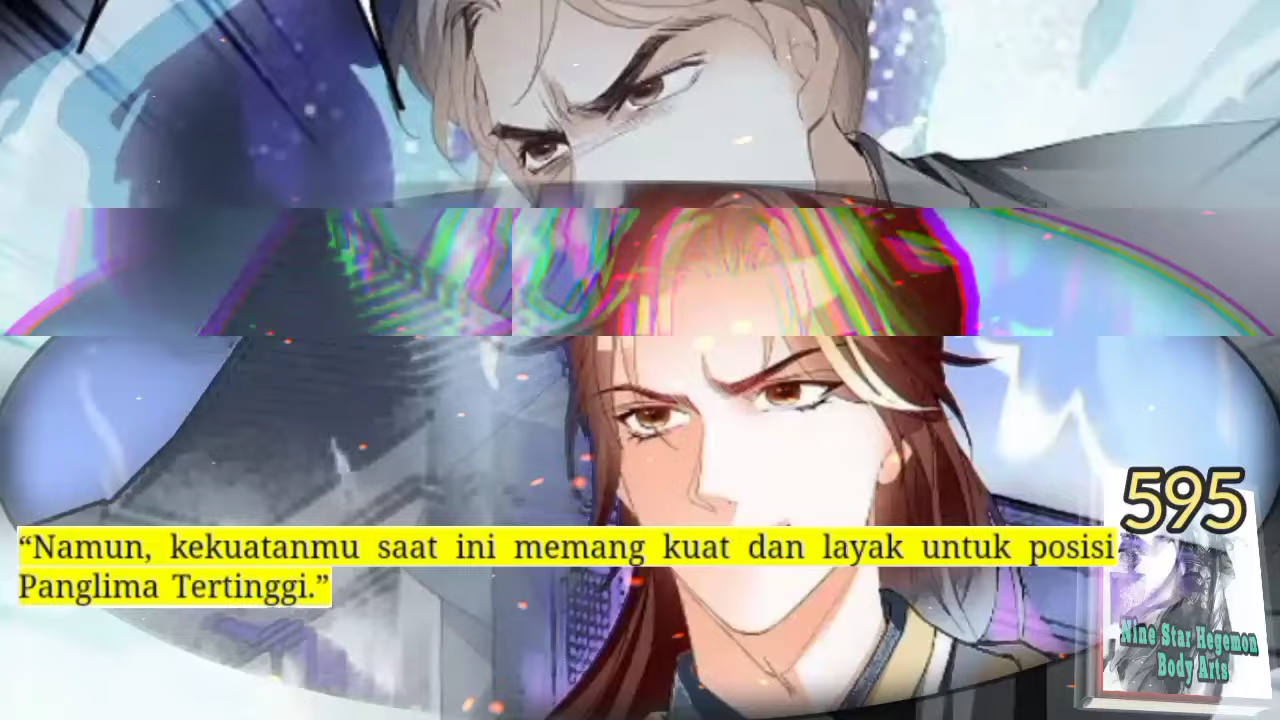 595
“Namun, kekuatanmu saat ini memang kuat dan layak untuk posisi
Panglima Tertinggi.”
Nine Star Hegemon
Body Arts